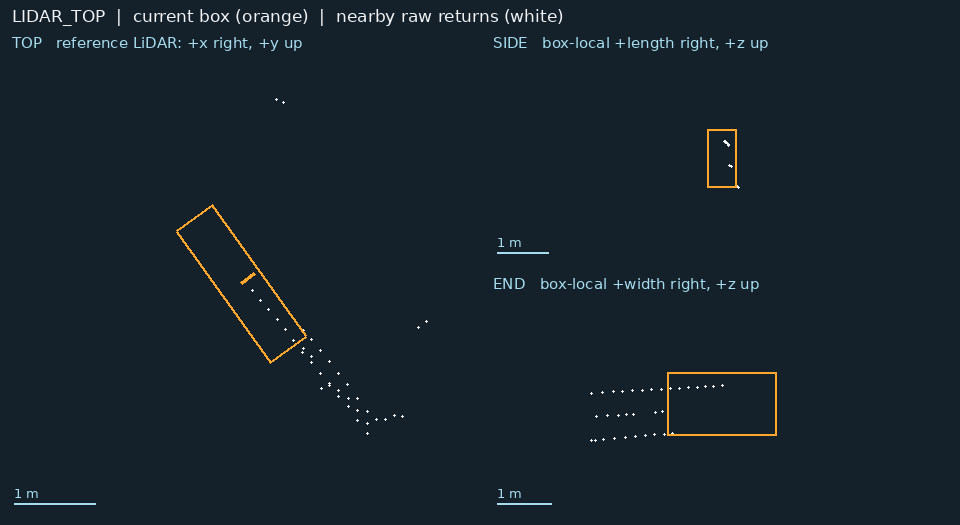 LIDAR_TOP | current box (orange) | nearby raw returns (white)
TOP reference LiDAR: +x right, +y up
SIDE box-local +length right, +z up
1 m
END box-local +width right, +z up
1 m
1 m